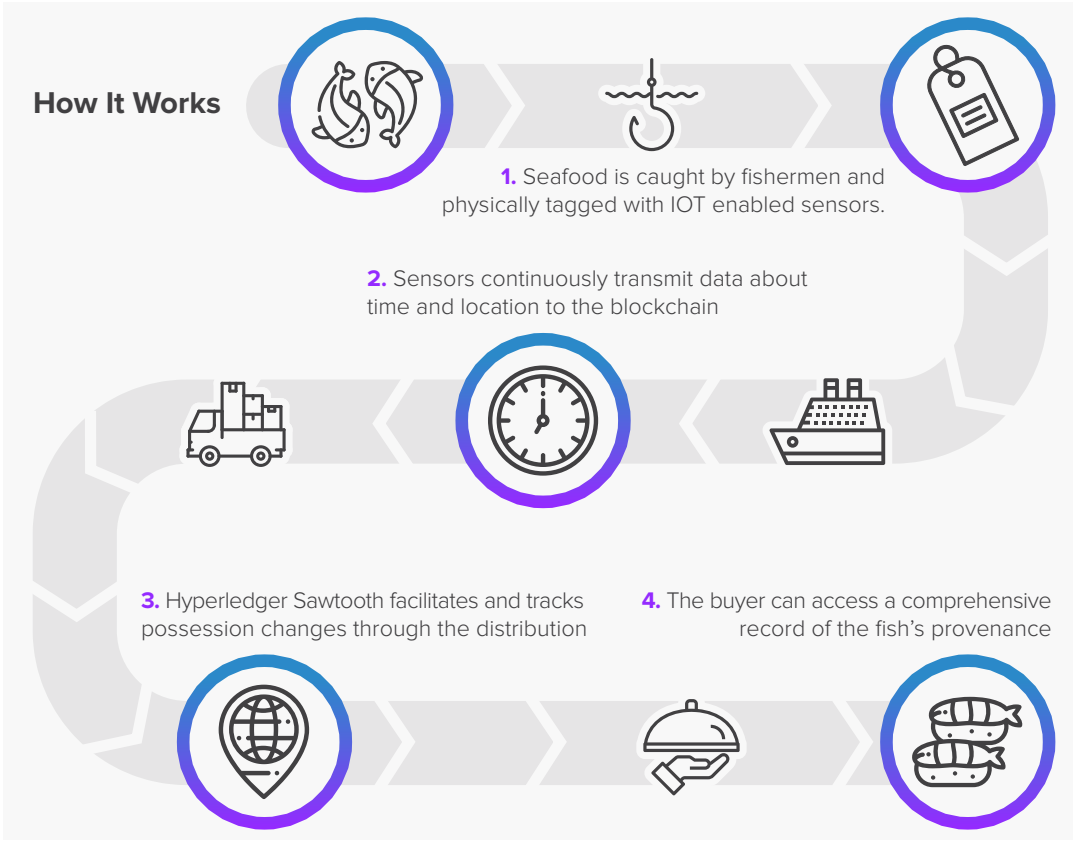 How It Works
1. Seafood is caught by fishermen and
physically tagged with IOT enabled sensors.
2. Sensors continuously transmit data about
time and location to the blockchain
3. Hyperledger Sawtooth facilitates and tracks
possession changes through the distribution
4. The buyer can access a comprehensive
record of the fish’s provenance